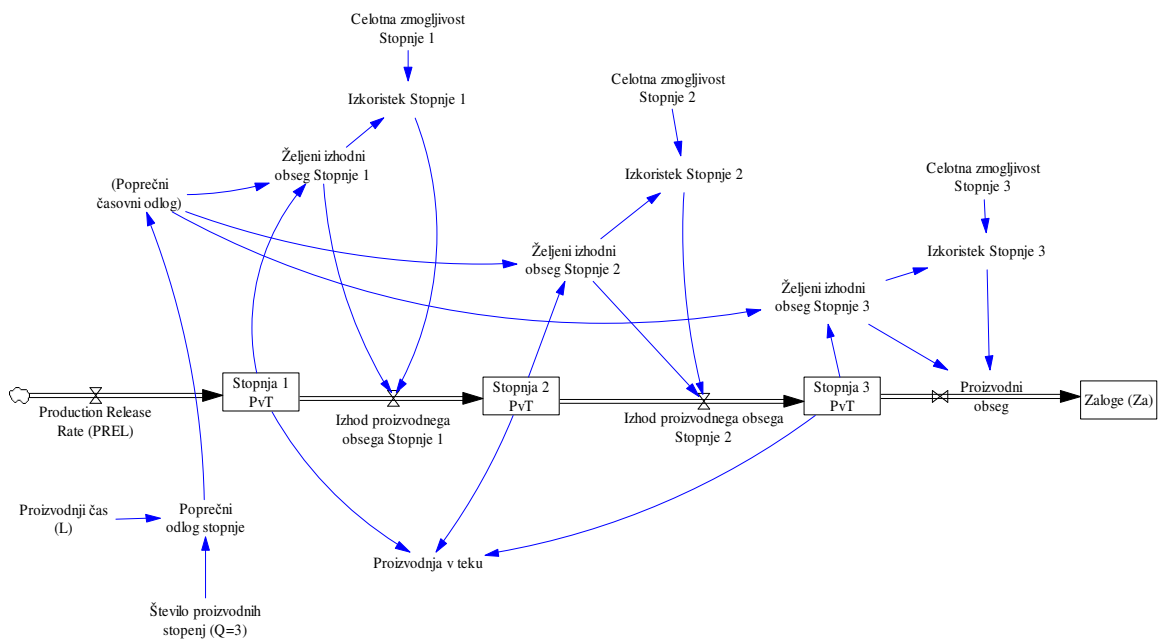 Celotna zmogljivost
Stopnje 1
Izkoristek Stopnje 1
Celotna zmogljivost
Stopnje 2
Željeni izhodni
obseg Stopnje 1
Izkoristek Stopnje 2
Celotna zmogljivost
Stopnje 3
(Poprečni
časovni odlog)
Željeni izhodni
obseg Stopnje 2
Izkoristek Stopnje 3
Željeni izhodni
obseg Stopnje 3
Stopnja 1
PvT
Stopnja 2
PvT
Stopnja 3
PvT
Production Release
Rate (PREL)
Izhod proizvodnega
obsega Stopnje 1
Izhod proizvodnega obsega
Stopnje 2
Proizvodni
obseg
Zaloge (Za)
Proizvodnji čas
(L)
Poprečni
odlog stopnje
Proizvodnja v teku
Število proizvodnih
stopenj (Q=3)